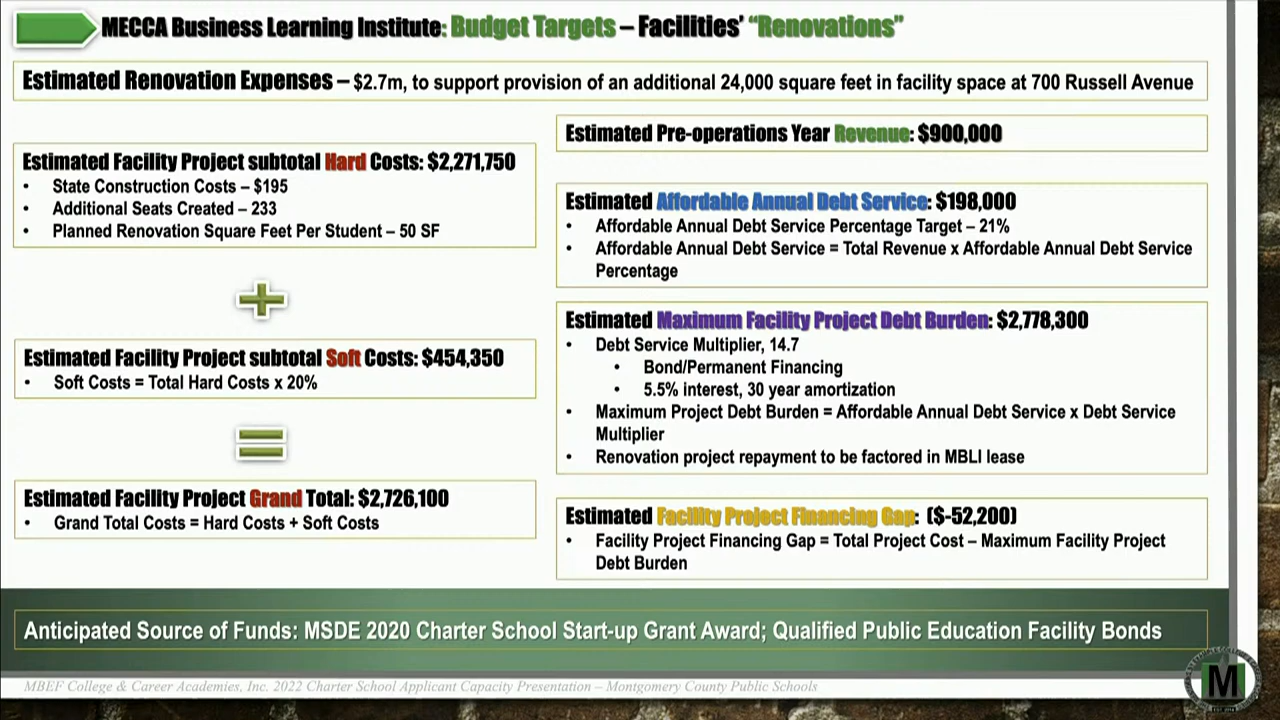 MECCA Business Learning Institute: Budget Targets – Facilities’ “Renovations”
Estimated Renovation Expenses – $2.7m, to support provision of an additional 24,000 square feet in facility space at 700 Russell Avenue
Estimated Facility Project subtotal Hard Costs: $2,271,750
• State Construction Costs – $195
• Additional Seats Created – 233
• Planned Renovation Square Feet Per Student – 50 SF
+
Estimated Facility Project subtotal Soft Costs: $454,350
• Soft Costs = Total Hard Costs x 20%
=
Estimated Facility Project Grand Total: $2,726,100
• Grand Total Costs = Hard Costs + Soft Costs
Estimated Pre-operations Year Revenue: $900,000
Estimated Affordable Annual Debt Service: $198,000
• Affordable Annual Debt Service Percentage Target – 21%
• Affordable Annual Debt Service = Total Revenue x Affordable Annual Debt Service
Percentage
Estimated Maximum Facility Project Debt Burden: $2,778,300
• Debt Service Multiplier, 14.7
• Bond/Permanent Financing
• 5.5% interest, 30 year amortization
• Maximum Project Debt Burden = Affordable Annual Debt Service x Debt Service
Multiplier
• Renovation project repayment to be factored in MBLI lease
Estimated Facility Project Financing Gap: ($-52,200)
• Facility Project Financing Gap = Total Project Cost – Maximum Facility Project
Debt Burden
Anticipated Source of Funds: MSDE 2020 Charter School Start-up Grant Award; Qualified Public Education Facility Bonds
MBEF College & Career Academies, Inc. 2022 Charter School Applicant Capacity Presentation – Montgomery County Public Schools
M